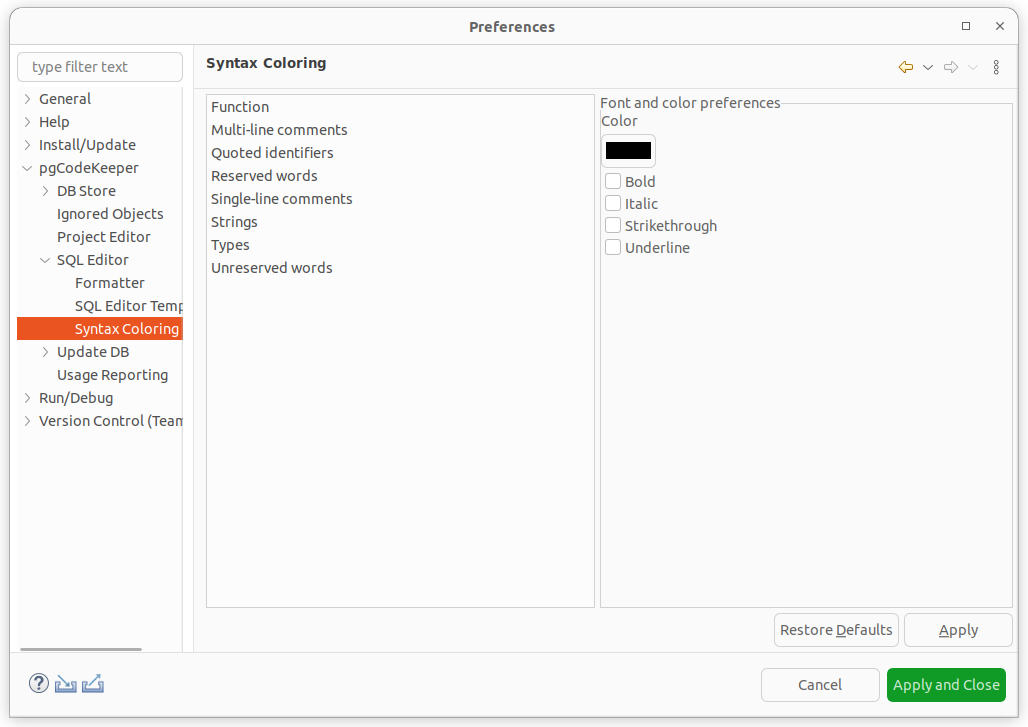 Preferences
type filter text
General
Help
Install/Update
pgCodeKeeper
DB Store
Ignored Objects
Project Editor
SQL Editor
Formatter
SQL Editor Temp
Syntax Coloring
Update DB
Usage Reporting
Run/Debug
Version Control (Team
Syntax Coloring
Function
Multi-line comments
Quoted identifiers
Reserved words
Single-line comments
Strings
Types
Unreserved words
Font and color preferences
Color
Bold
Italic
Strikethrough
Underline
Restore Defaults
Apply
?
Cancel
Apply and Close